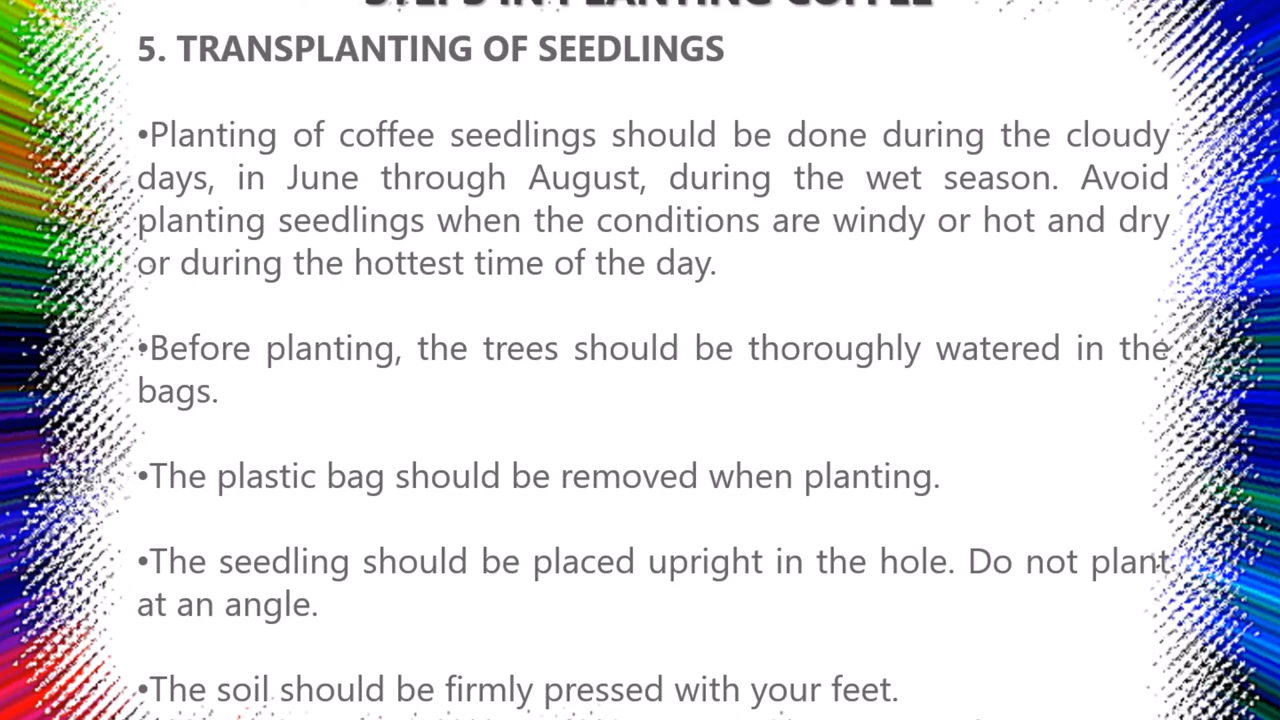 STEPS IN PLANTING COFFEE
5. TRANSPLANTING OF SEEDLINGS
•Planting of coffee seedlings should be done during the cloudy
days, in June through August, during the wet season. Avoid
planting seedlings when the conditions are windy or hot and dry
or during the hottest time of the day.
•Before planting, the trees should be thoroughly watered in the
bags.
•The plastic bag should be removed when planting.
•The seedling should be placed upright in the hole. Do not plant
at an angle.
•The soil should be firmly pressed with your feet.